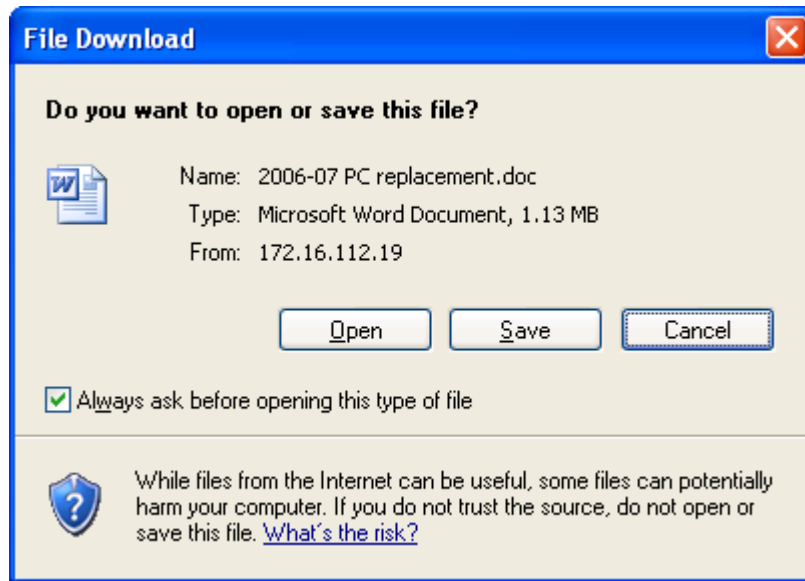 File Download
Do you want to open or save this file?
Name: 2006-07 PC replacement.doc
Type: Microsoft Word Document, 1.13 MB
From: 172.16.112.19
Open Save Cancel
Always ask before opening this type of file
While files from the Internet can be useful, some files can potentially
harm your computer. If you do not trust the source, do not open or
save this file. What's the risk?